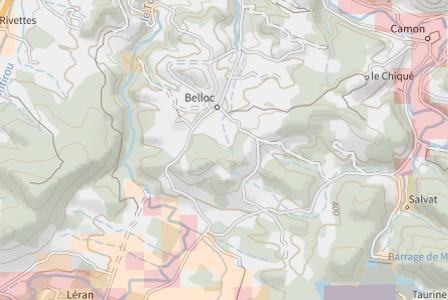 Rivettes
Camon
le Chiqué
Belloc
400
Salvat
Barrage de M
Léran
Taurine